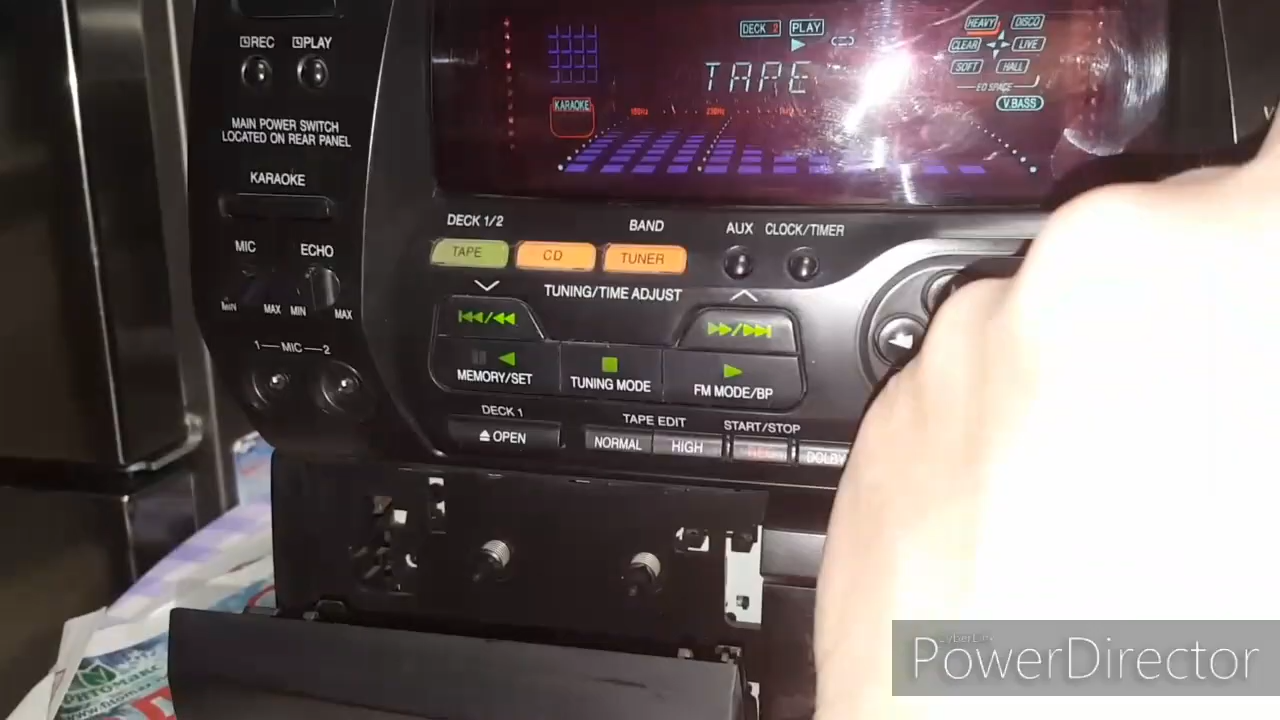 REC PLAY
MAIN POWER SWITCH
LOCATED ON REAR PANEL
KARAOKE
MIC ECHO
MIN MAX MIN MAX
1 MIC 2
DECK 2 PLAY
TAPE
KARAOKE
HEAVY DISCO
CLEAR LIVE
SOFT HALL
EQ SPACE
V.BASS
DECK 1/2 BAND AUX CLOCK/TIMER
TAPE CD TUNER
TUNING/TIME ADJUST
MEMORY/SET TUNING MODE FM MODE/BP
DECK 1 TAPE EDIT START/STOP
OPEN NORMAL HIGH REC DOLBY
CyberLink
PowerDirector